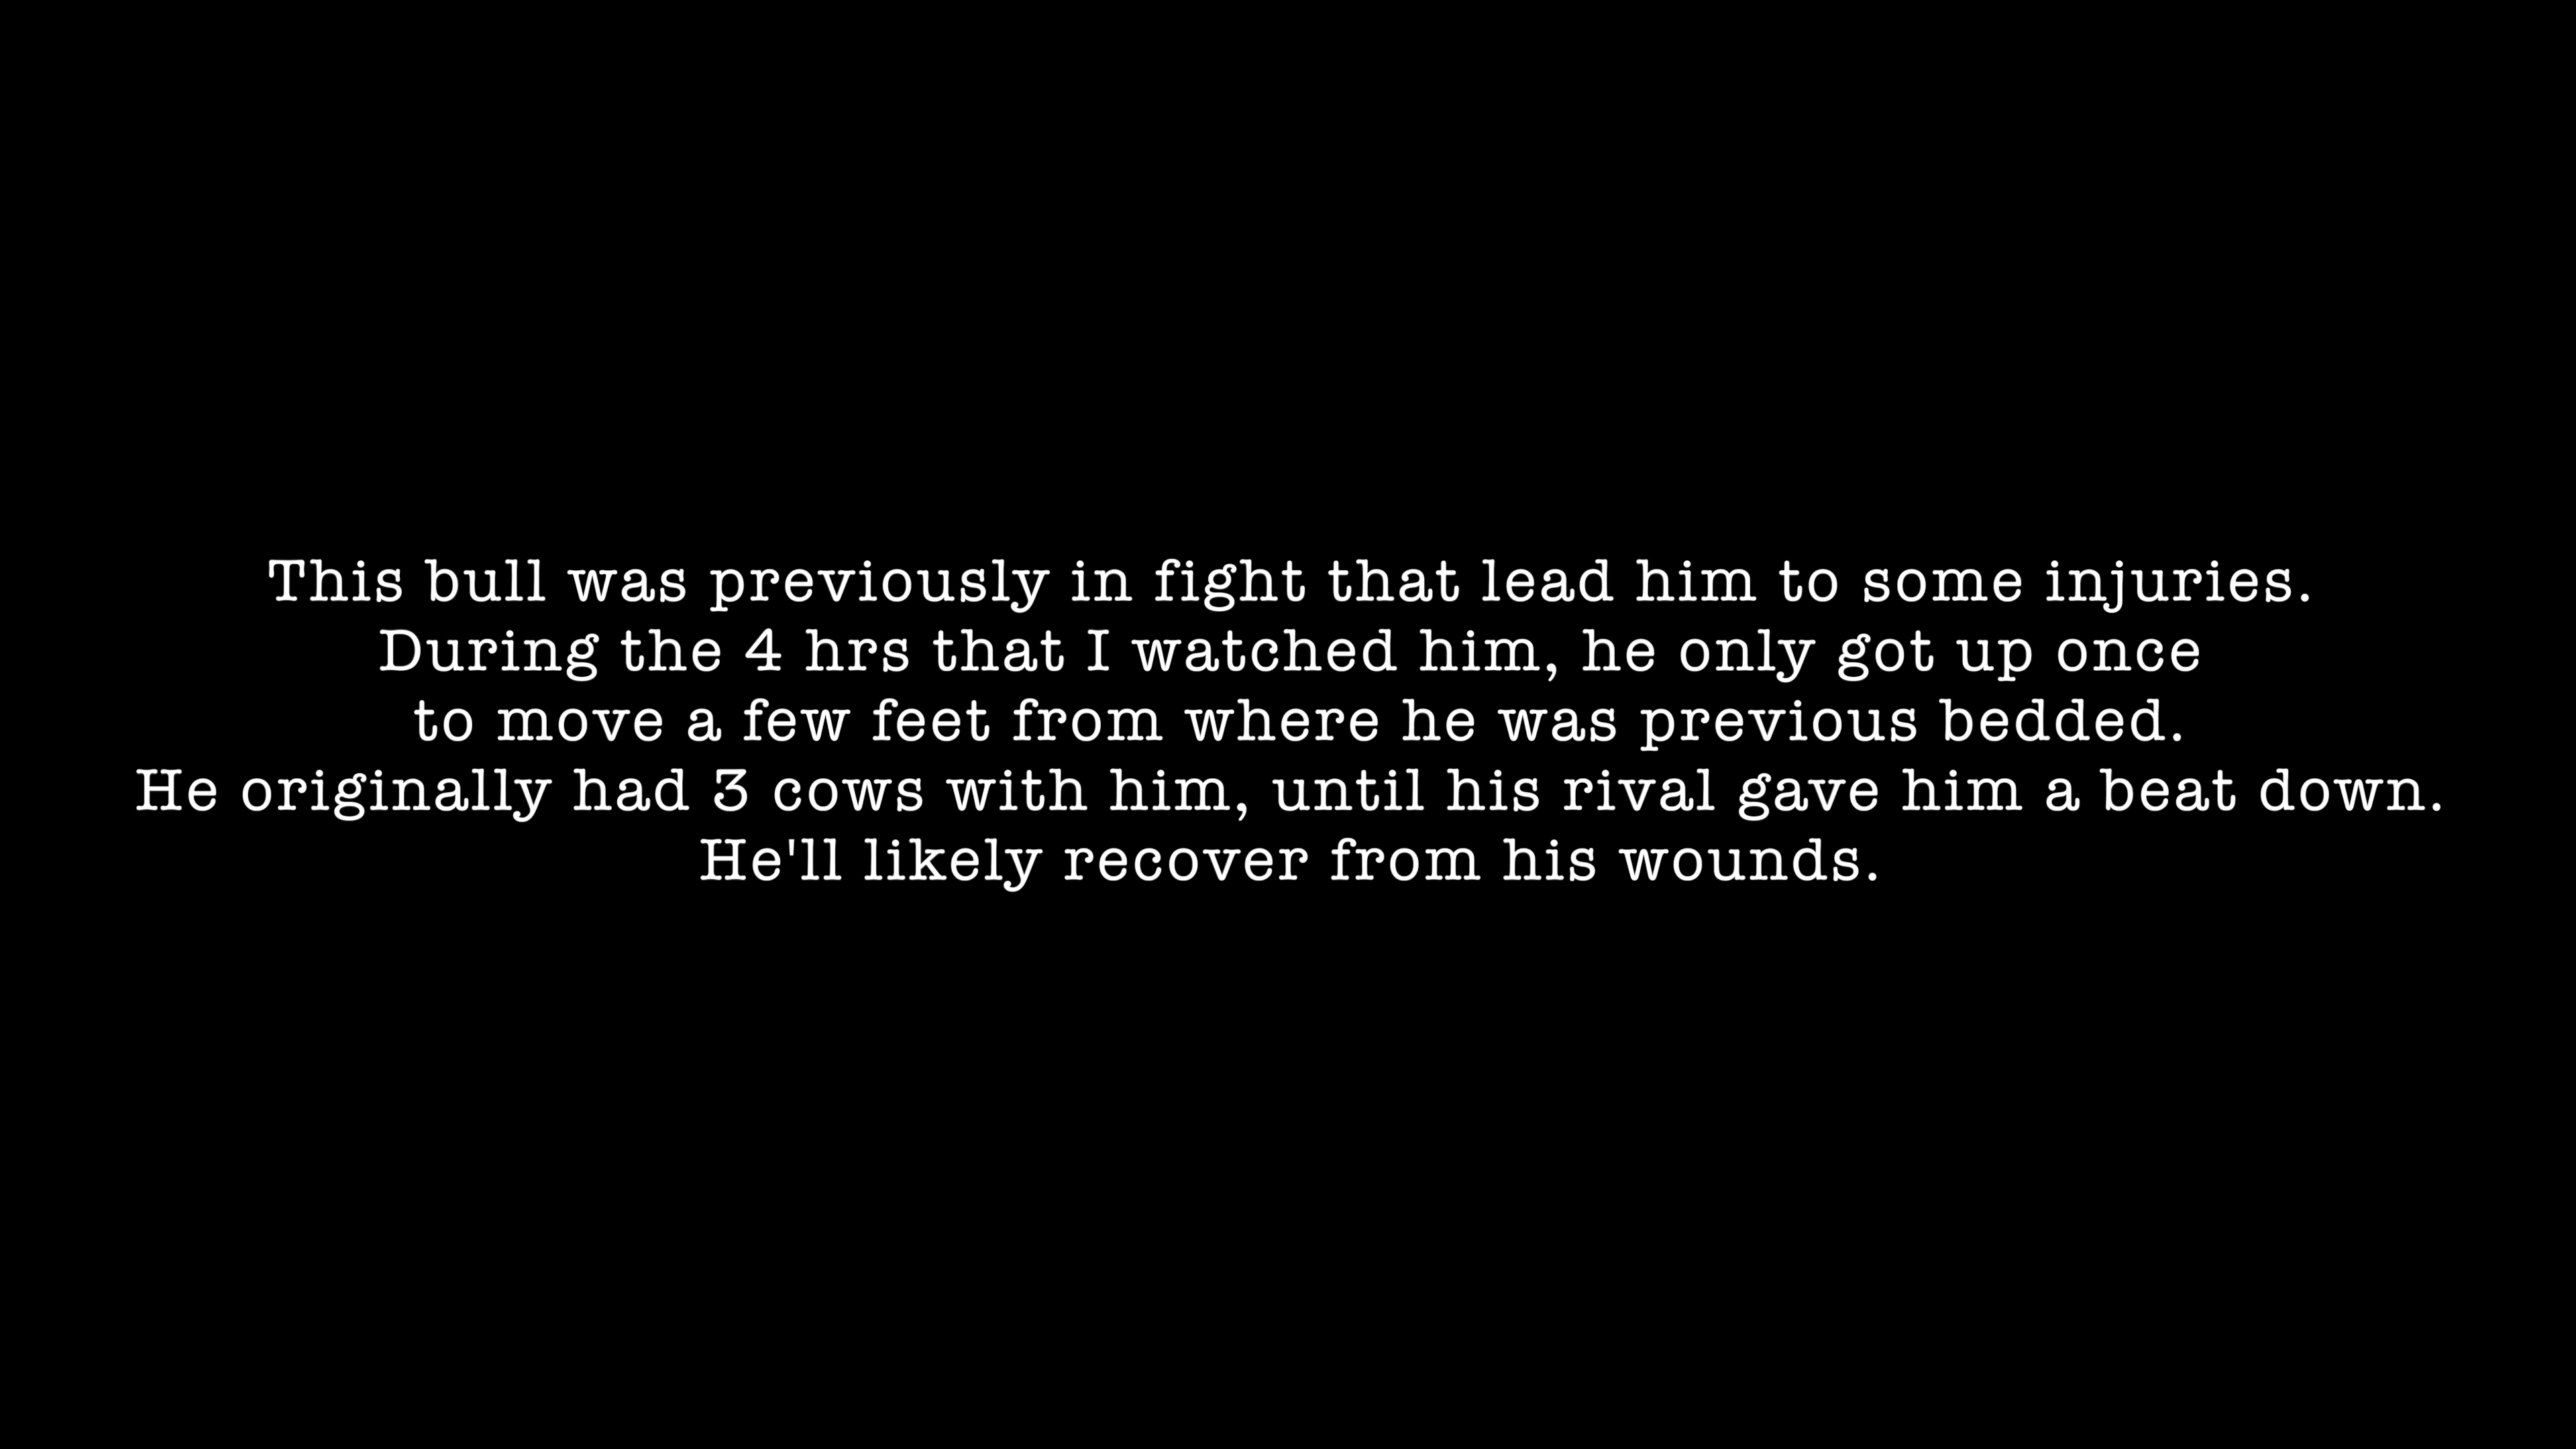 This bull was previously in fight that lead him to some injuries.
During the 4 hrs that I watched him, he only got up once
to move a few feet from where he was previous bedded.
He originally had 3 cows with him, until his rival gave him a beat down.
He'll likely recover from his wounds.